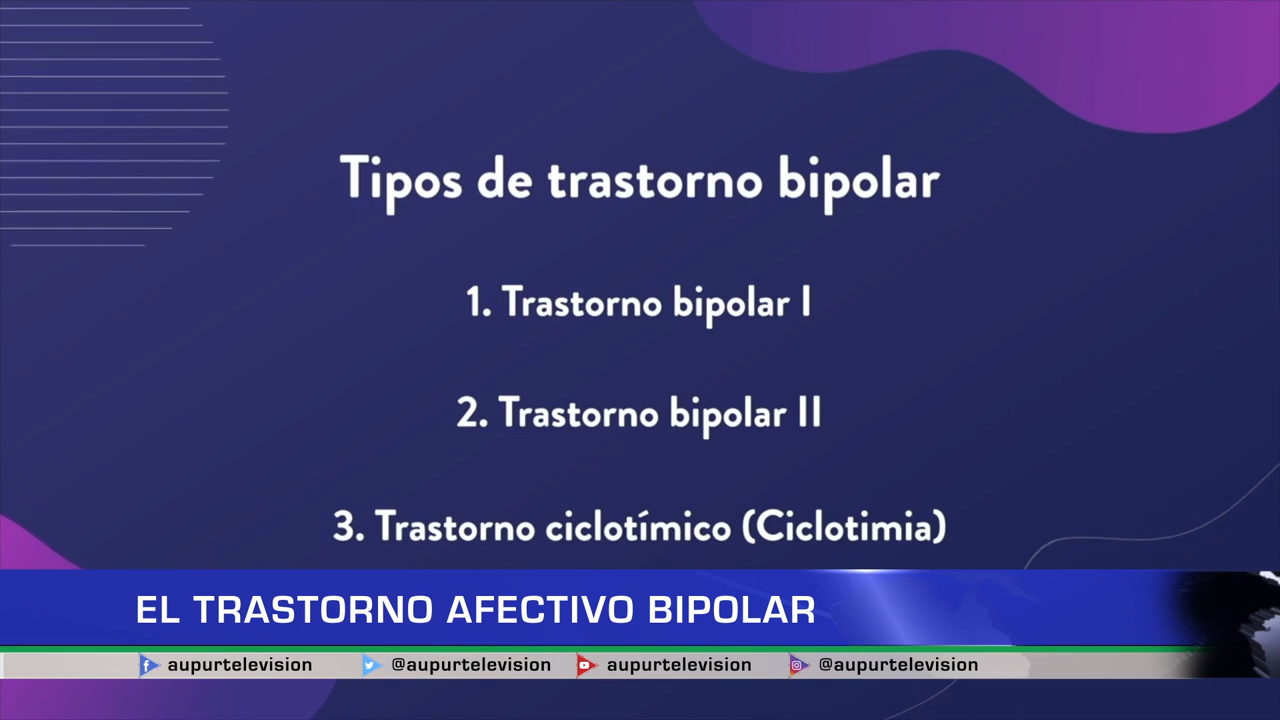 Tipos de trastorno bipolar
1. Trastorno bipolar I
2. Trastorno bipolar II
3. Trastorno ciclotímico (Ciclotimia)
EL TRASTORNO AFECTIVO BIPOLAR
aupurtelevision @aupurtelevision aupurtelevision @aupurtelevision